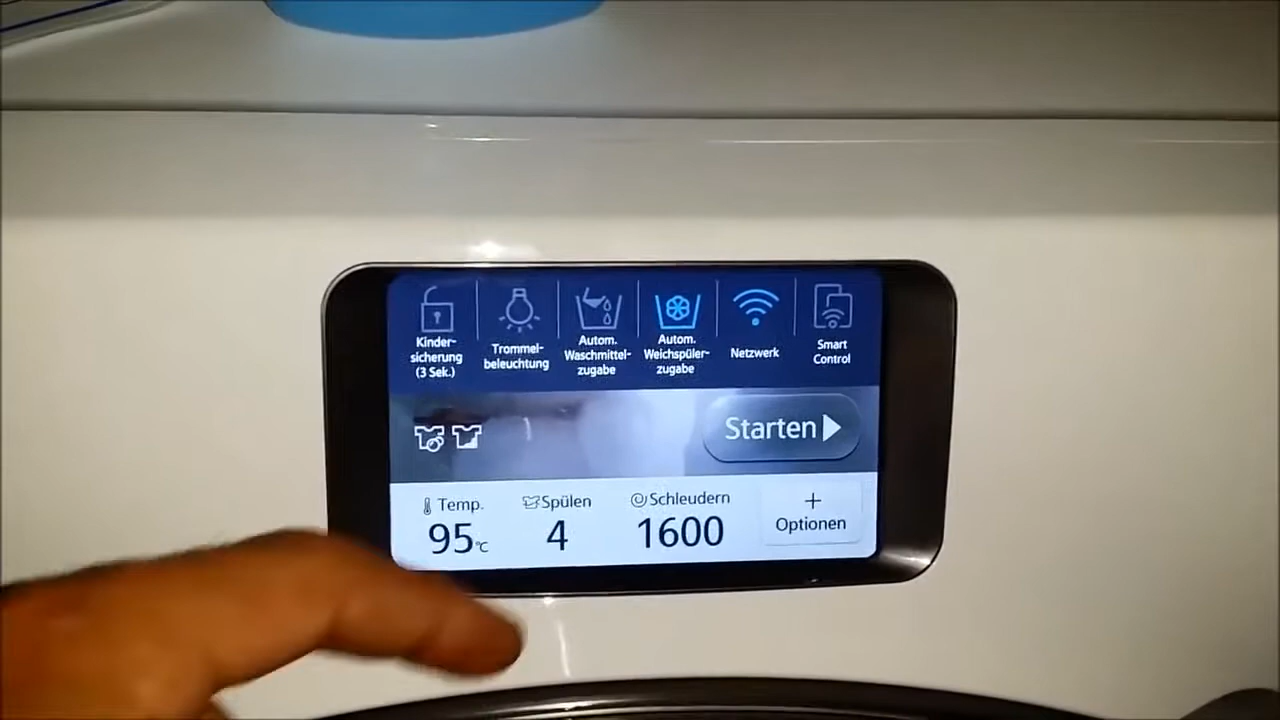 Kinder-
sicherung
(3 Sek.)
Trommel-
beleuchtung
Autom.
Waschmittel-
zugabe
Autom.
Weichspüler-
zugabe
Netzwerk
Smart
Control
Starten
Temp.
95°C
Spülen
4
Schleudern
1600
+
Optionen